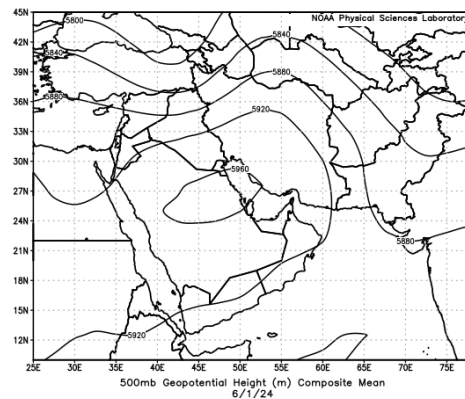 NOAA Physical Sciences Laborator
45N
42N
39N
36N
33N
30N
27N
24N
21N
18N
15N
12N
5800
5840
5840
5880
5880
5920
5960
5880
5920
25E 30E 35E 40E 45E 50E 55E 60E 65E 70E 75E
500mb Geopotential Height (m) Composite Mean
6/1/24